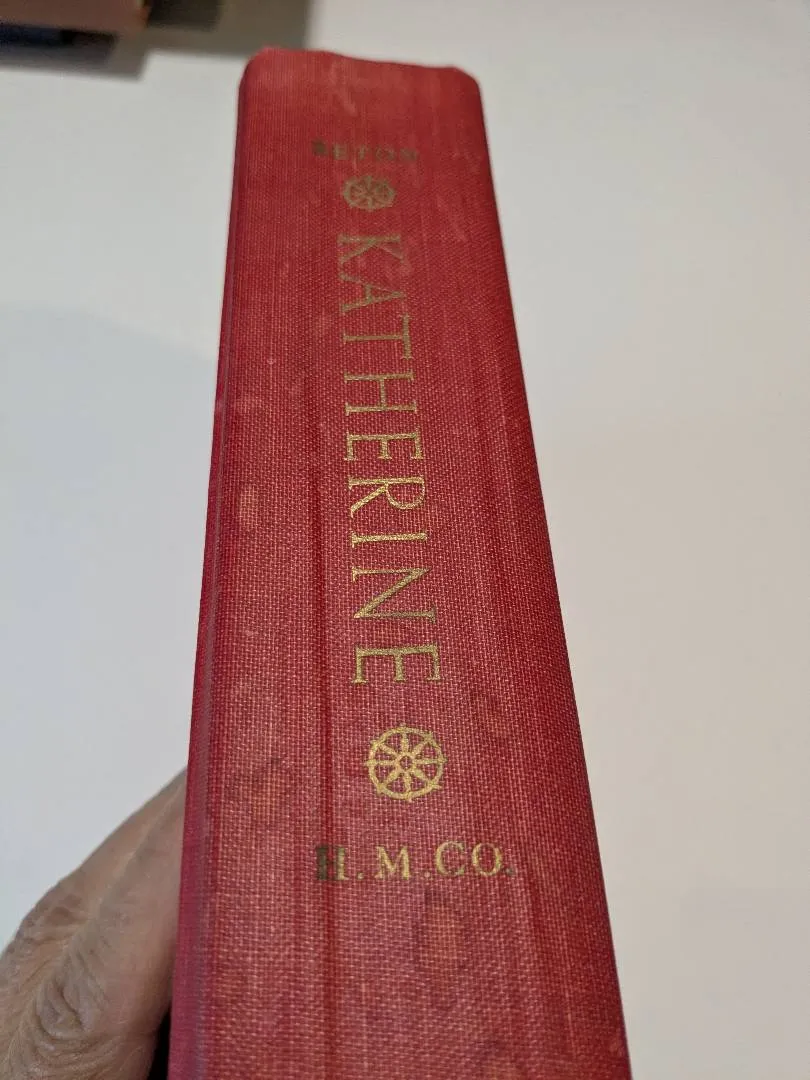 SETON
KATHERINE
H. M. CO.